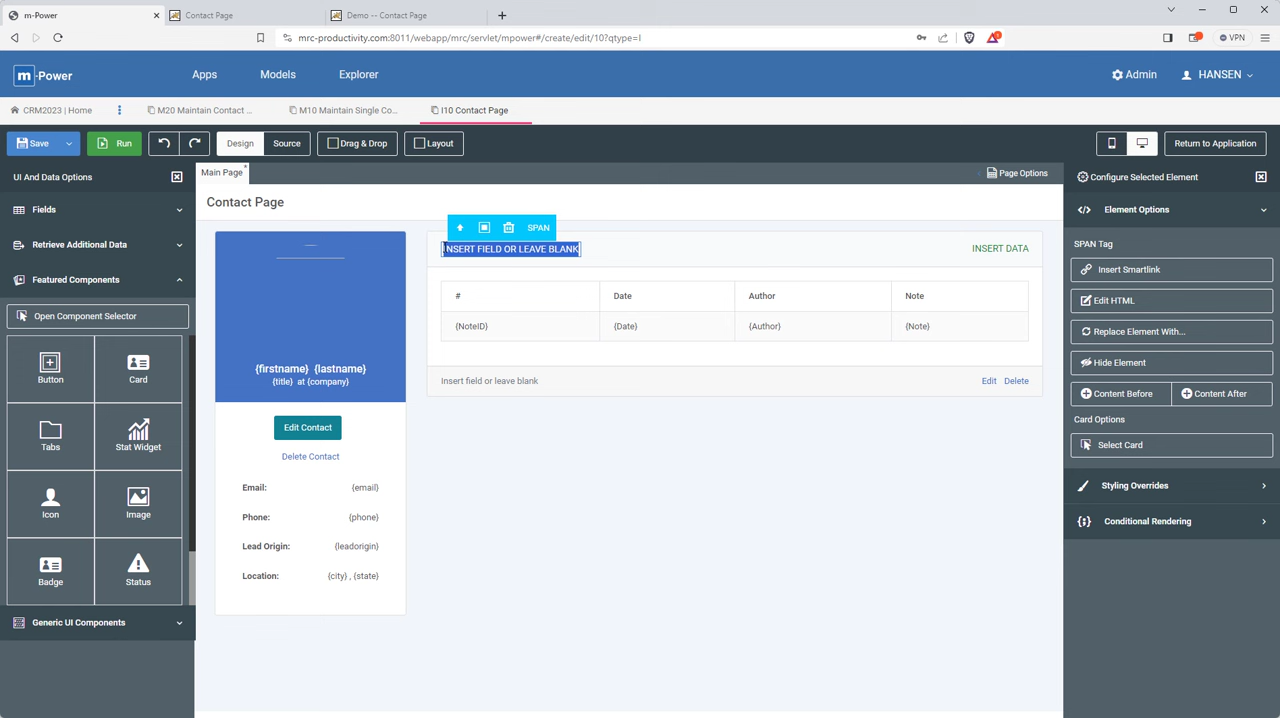 m-Power
Contact Page
Demo -- Contact Page
mrc-productivity.com:8011/webapp/mrc/servlet/mpower#/create/edit/10?qtype=I
VPN
m -Power
Apps
Models
Explorer
Admin
HANSEN
CRM2023 | Home
M20 Maintain Contact ...
M10 Maintain Single Co...
I10 Contact Page
Save
Run
Design
Source
Drag & Drop
Layout
Return to Application
UI And Data Options
Main Page *
Page Options
Configure Selected Element
Fields
Contact Page
Element Options
Retrieve Additional Data
SPAN
INSERT FIELD OR LEAVE BLANK
INSERT DATA
SPAN Tag
Insert Smartlink
Featured Components
# Date Author Note
Edit HTML
Open Component Selector
{NoteID} {Date} {Author} {Note}
Replace Element With...
Button
Card
{firstname} {lastname}
{title} at {company}
Insert field or leave blank
Edit Delete
Hide Element
Content Before
Content After
Card Options
Edit Contact
Select Card
Tabs
Stat Widget
Delete Contact
Email: {email}
Styling Overrides
Icon
Image
Phone: {phone}
Conditional Rendering
Lead Origin: {leadorigin}
Location: {city} , {state}
Badge
Status
Generic UI Components